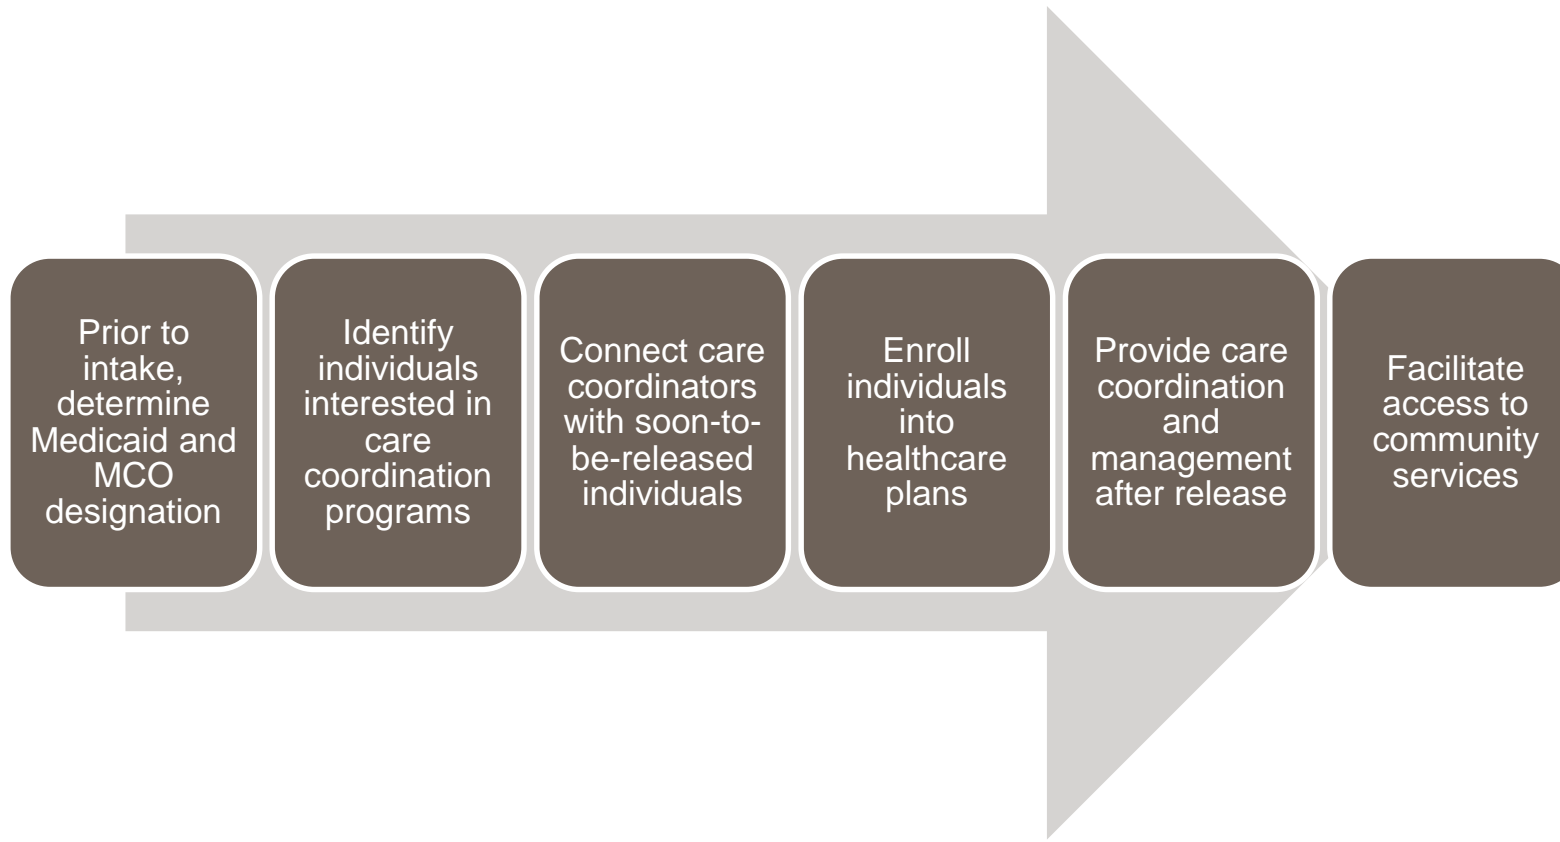 Prior to
intake,
determine
Medicaid and
MCO
designation
Identify
individuals
interested in
care
coordination
programs
Connect care
coordinators
with soon-to-
be-released
individuals
Enroll
individuals
into
healthcare
plans
Provide care
coordination
and
management
after release
Facilitate
access to
community
services